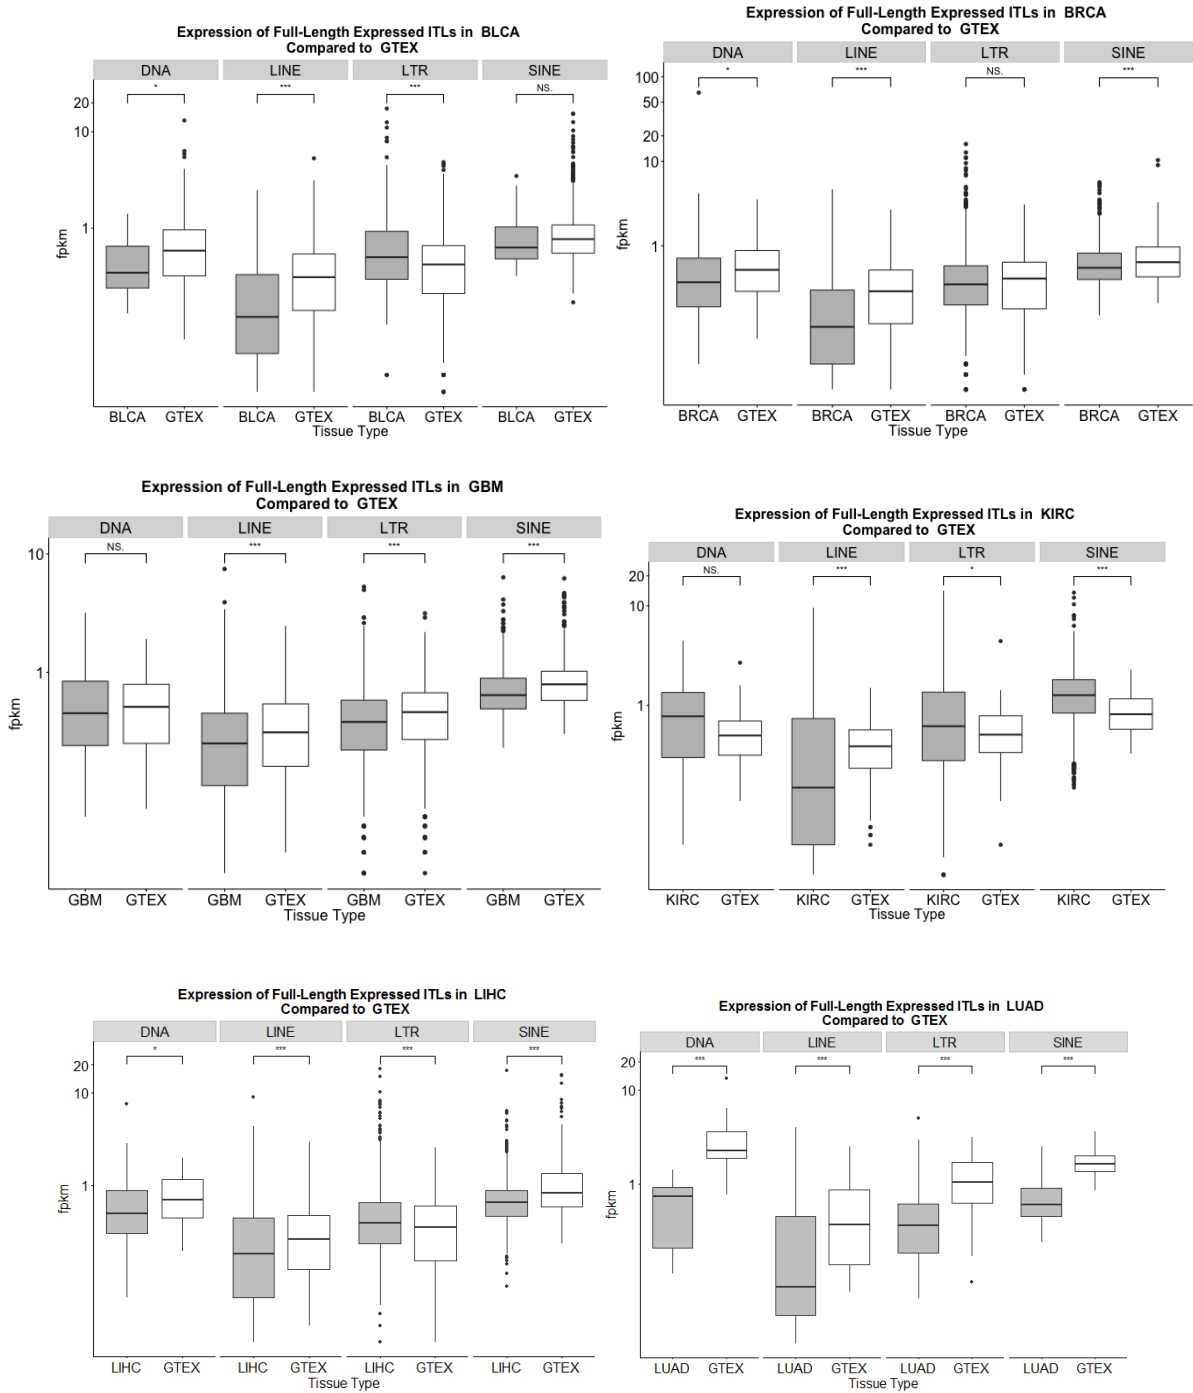 Expression of Full-Length Expressed ITLs in BLCA
Compared to GTEX
DNA LINE LTR SINE
* *** *** NS.
20
10
1
fpkm
BLCA GTEX BLCA GTEX BLCA GTEX BLCA GTEX
Tissue Type
Expression of Full-Length Expressed ITLs in BRCA
Compared to GTEX
DNA LINE LTR SINE
* *** NS. ***
100
50
20
10
1
fpkm
BRCA GTEX BRCA GTEX BRCA GTEX BRCA GTEX
Tissue Type
Expression of Full-Length Expressed ITLs in GBM
Compared to GTEX
DNA LINE LTR SINE
NS. *** *** ***
10
1
fpkm
GBM GTEX GBM GTEX GBM GTEX GBM GTEX
Tissue Type
Expression of Full-Length Expressed ITLs in KIRC
Compared to GTEX
DNA LINE LTR SINE
NS. *** * ***
20
10
1
fpkm
KIRC GTEX KIRC GTEX KIRC GTEX KIRC GTEX
Tissue Type
Expression of Full-Length Expressed ITLs in LIHC
Compared to GTEX
DNA LINE LTR SINE
* *** *** ***
20
10
1
fpkm
LIHC GTEX LIHC GTEX LIHC GTEX LIHC GTEX
Tissue Type
Expression of Full-Length Expressed ITLs in LUAD
Compared to GTEX
DNA LINE LTR SINE
*** *** *** ***
20
10
1
fpkm
LUAD GTEX LUAD GTEX LUAD GTEX LUAD GTEX
Tissue Type